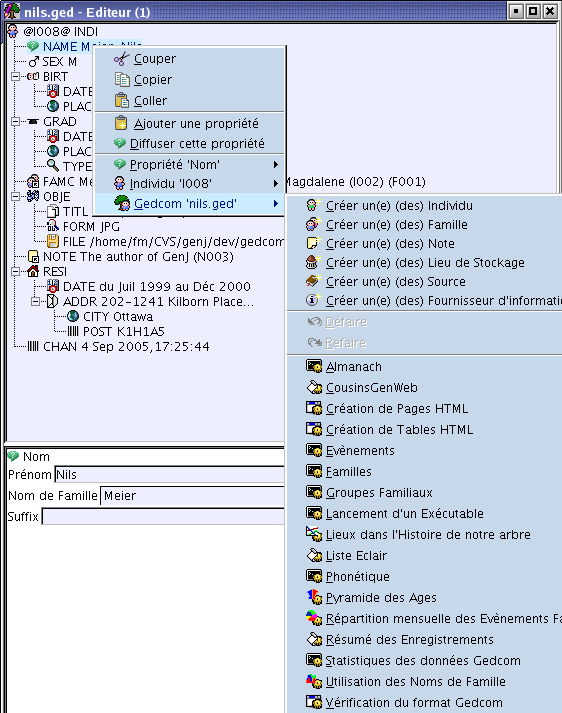 nils.ged - Editeur (1)
@I008@ INDI
NAME Meier, Nils
SEX M
BIRT
DATE
PLAC
GRAD
DATE
PLAC
TYPE
FAMC Me Magdalene (I002) (F001)
OBJE
TITL
FORM JPG
FILE /home/fm/CVS/genj/dev/gedcom
NOTE The author of GenJ (N003)
RESI
DATE du Juil 1999 au Déc 2000
ADDR 202-1241 Kilborn Place...
CITY Ottawa
POST K1H1A5
CHAN 4 Sep 2005,17:25:44
Couper
Copier
Coller
Ajouter une propriété
Diffuser cette propriété
Propriété 'Nom'
Individu 'I008'
Gedcom 'nils.ged'
Créer un(e) (des) Individu
Créer un(e) (des) Famille
Créer un(e) (des) Note
Créer un(e) (des) Lieu de Stockage
Créer un(e) (des) Source
Créer un(e) (des) Fournisseur d'informati
Défaire
Refaire
Almanach
CousinsGenWeb
Création de Pages HTML
Création de Tables HTML
Evènements
Familles
Groupes Familiaux
Lancement d'un Exécutable
Lieux dans l'Histoire de notre arbre
Liste Eclair
Phonétique
Pyramide des Ages
Répartition mensuelle des Evènements Fa
Résumé des Enregistrements
Statistiques des données Gedcom
Utilisation des Noms de Famille
Vérification du format Gedcom
Nom
Prénom Nils
Nom de Famille Meier
Suffix